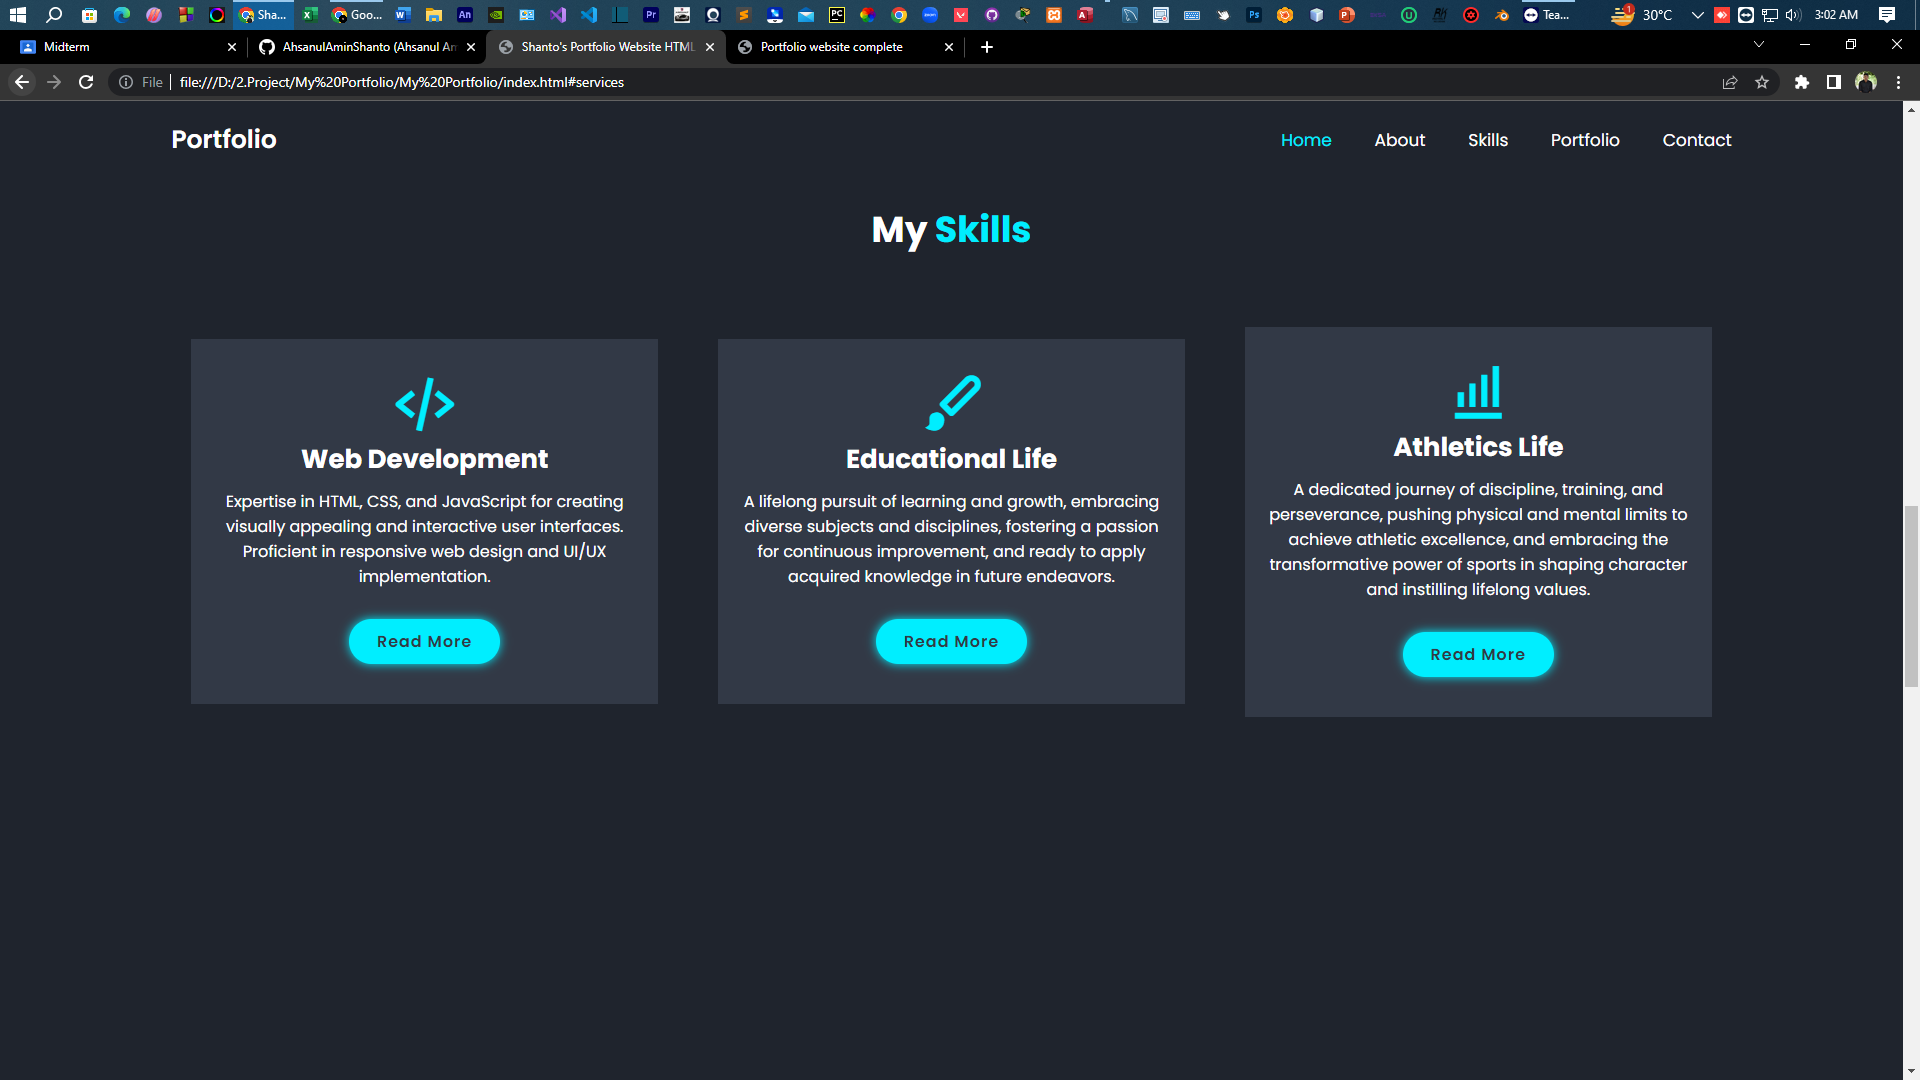 Sha...
Goo...
Tea...
30°C
3:02 AM
Midterm
AhsanulAminShanto (Ahsanul Am
Shanto's Portfolio Website HTML
Portfolio website complete
File
file:///D:/2.Project/My%20Portfolio/My%20Portfolio/index.html#services
Portfolio
Home
About
Skills
Portfolio
Contact
My Skills
Web Development
Expertise in HTML, CSS, and JavaScript for creating
visually appealing and interactive user interfaces.
Proficient in responsive web design and UI/UX
implementation.
Read More
Educational Life
A lifelong pursuit of learning and growth, embracing
diverse subjects and disciplines, fostering a passion
for continuous improvement, and ready to apply
acquired knowledge in future endeavors.
Read More
Athletics Life
A dedicated journey of discipline, training, and
perseverance, pushing physical and mental limits to
achieve athletic excellence, and embracing the
transformative power of sports in shaping character
and instilling lifelong values.
Read More